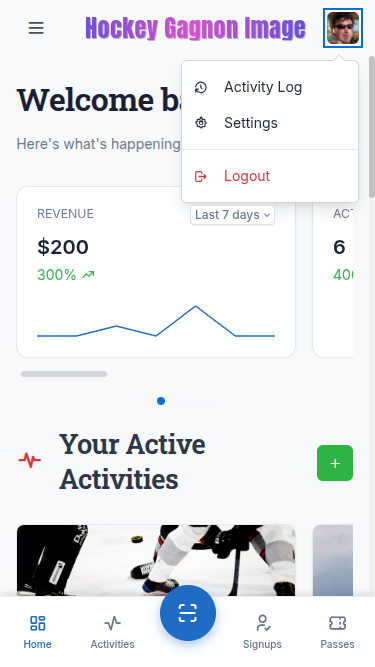 Hockey Gagnon Image
Activity Log
Settings
Logout
Welcome ba
Here's what's happening
REVENUE
Last 7 days
$200
300%
ACT
6
400
Your Active
Activities
Home
Activities
Signups
Passes